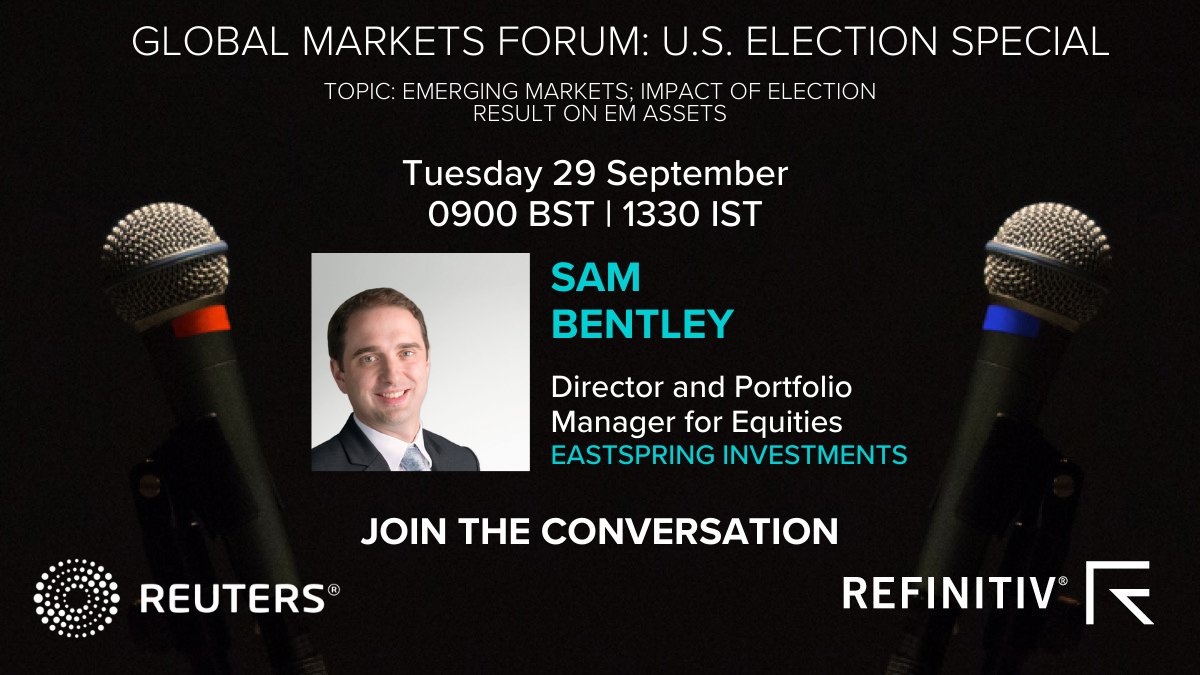 GLOBAL MARKETS FORUM: U.S. ELECTION SPECIAL
TOPIC: EMERGING MARKETS; IMPACT OF ELECTION
RESULT ON EM ASSETS
Tuesday 29 September
0900 BST | 1330 IST
SAM
BENTLEY
Director and Portfolio
Manager for Equities
EASTSPRING INVESTMENTS
JOIN THE CONVERSATION
REUTERS®
REFINITIV®